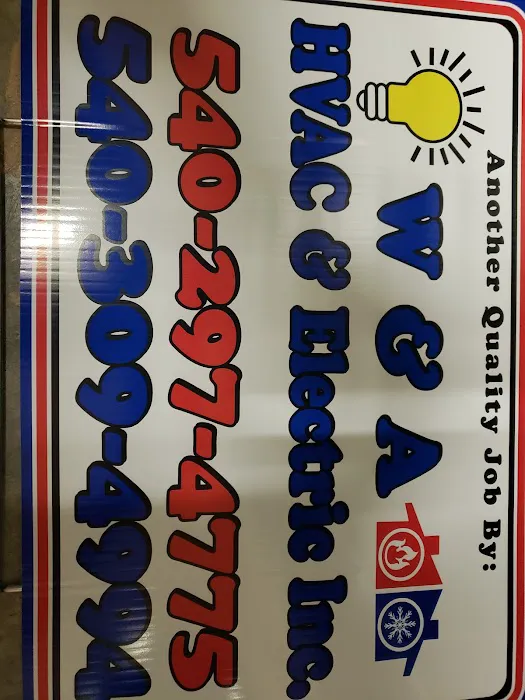 Another Quality Job By:
W & A
HVAC & Electric Inc.
540-297-4775
540-309-4994